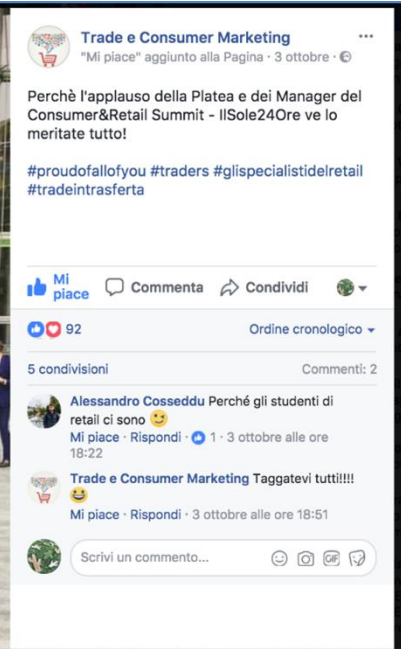 Trade e Consumer Marketing
"Mi piace" aggiunto alla Pagina · 3 ottobre ·
Perchè l'applauso della Platea e dei Manager del
Consumer&Retail Summit - IlSole24Ore ve lo
meritate tutto!
#proudofallofyou #traders #glispecialistidelretail
#tradeintrasferta
Mi
piace
Commenta
Condividi
92
Ordine cronologico
5 condivisioni
Commenti: 2
Alessandro Cosseddu Perché gli studenti di
retail ci sono 😉
Mi piace · Rispondi · 1 · 3 ottobre alle ore
18:22
Trade e Consumer Marketing Taggatevi tutti!!!!
😆
Mi piace · Rispondi · 3 ottobre alle ore 18:51
Scrivi un commento...
GIF